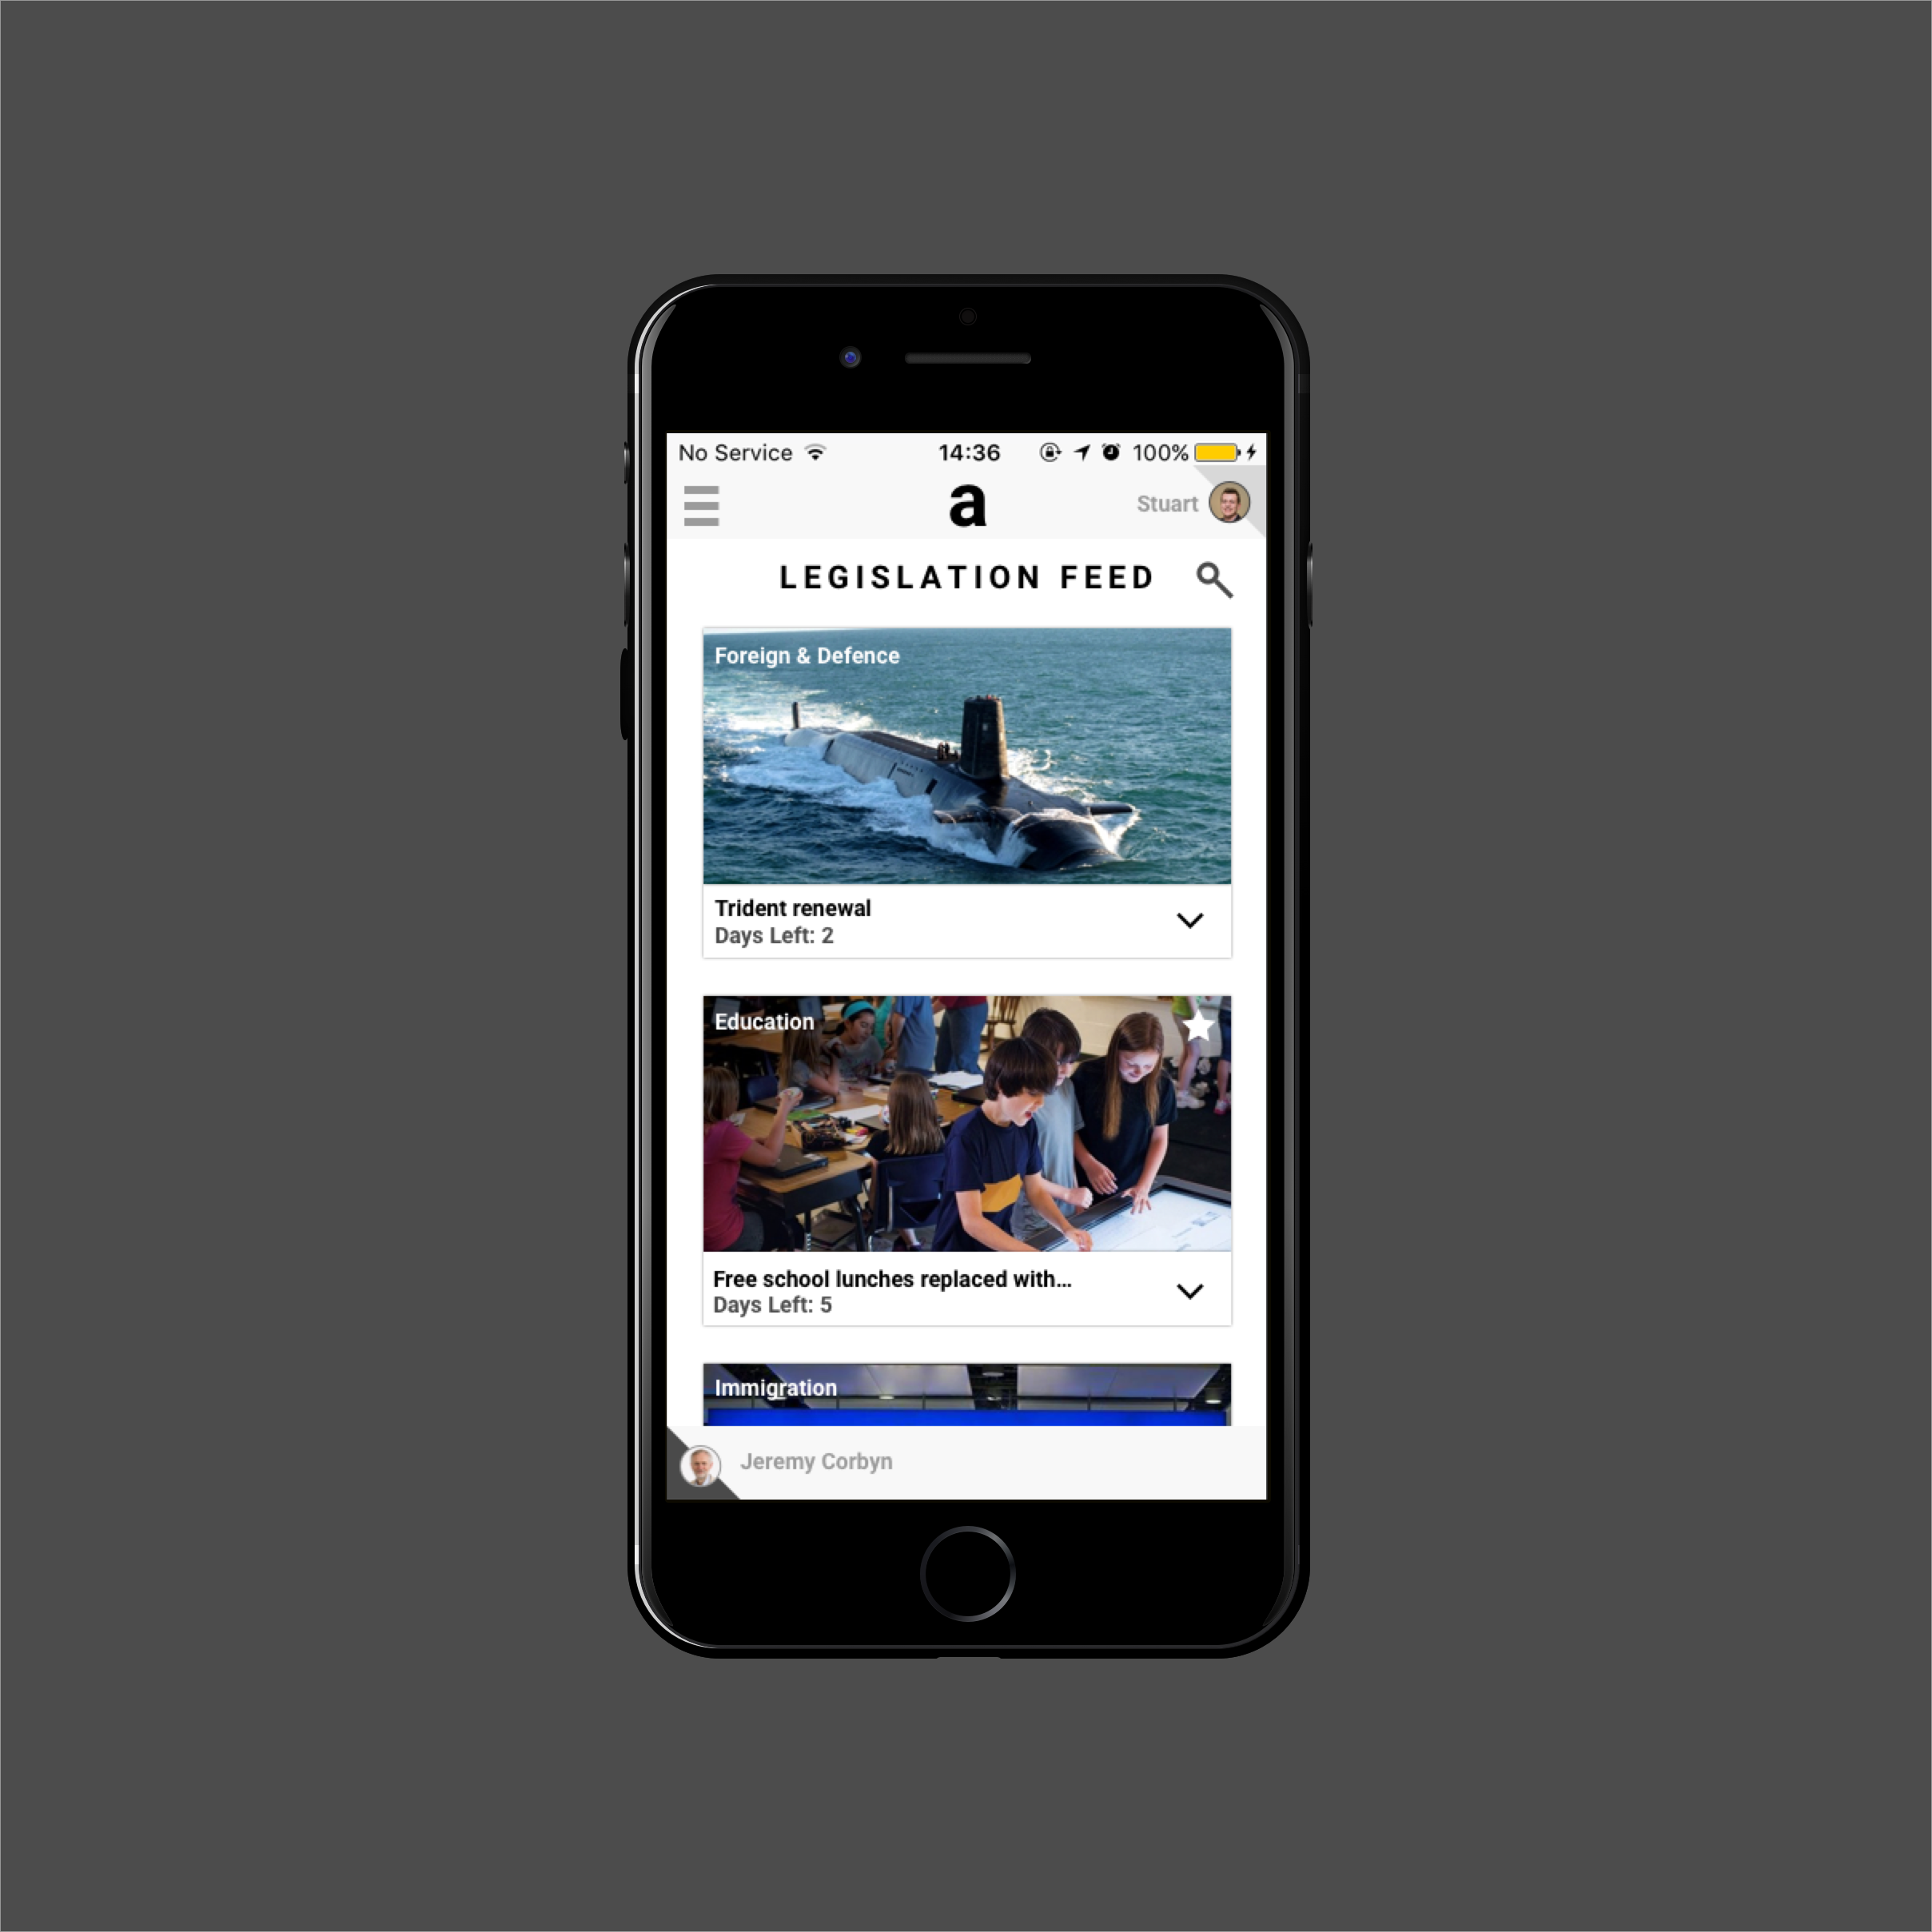 No Service 14:36 100%
a
Stuart
LEGISLATION FEED
Foreign & Defence
Trident renewal
Days Left: 2
Education
Free school lunches replaced with...
Days Left: 5
Immigration
Jeremy Corbyn